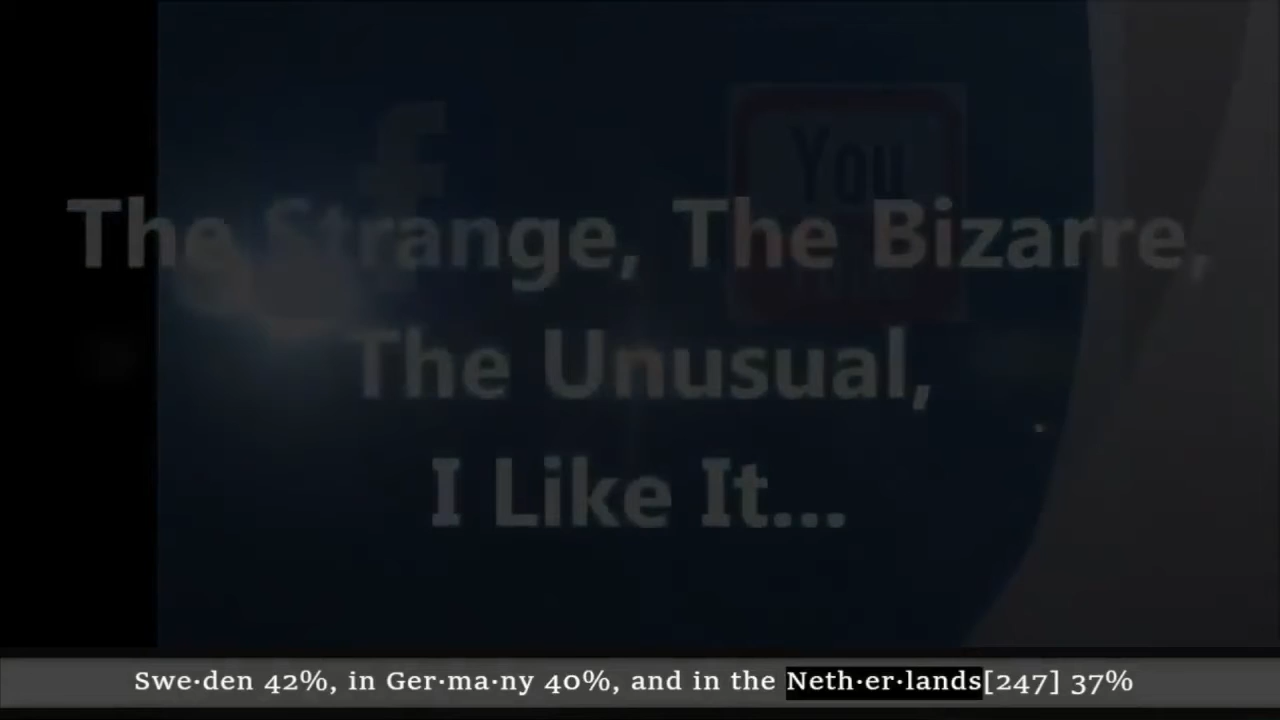 f
You
The Strange, The Bizarre,
The Unusual,
I Like It...
Swe·den 42%, in Ger·ma·ny 40%, and in the Neth·er·lands[247] 37%